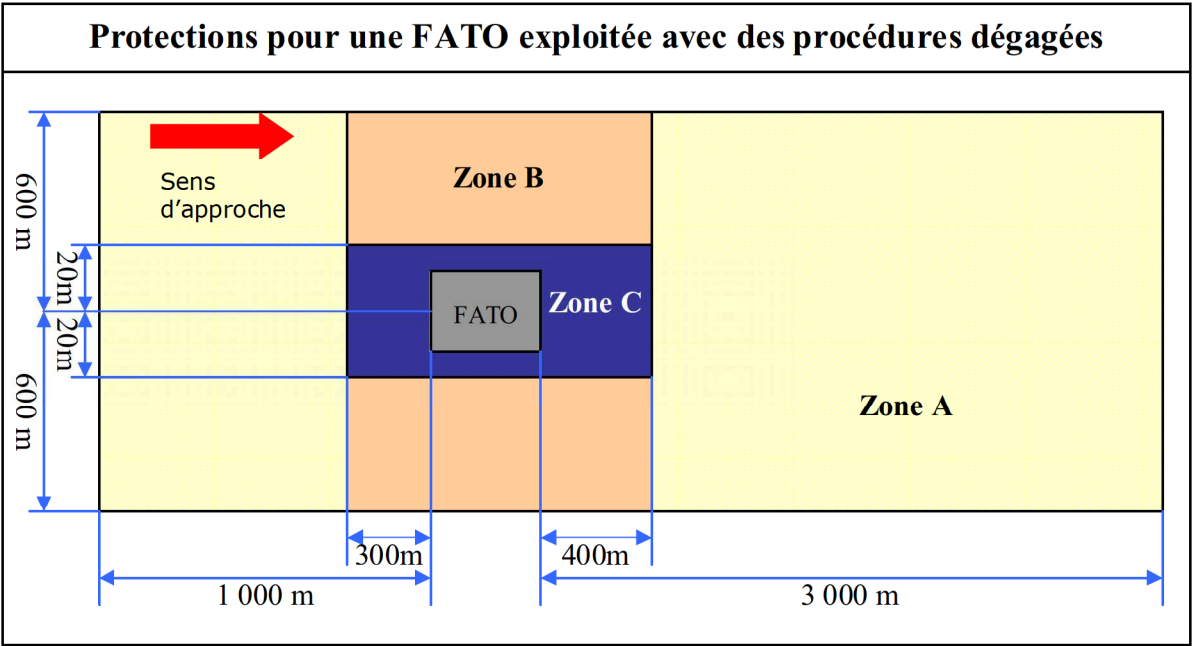 Protections pour une FATO exploitée avec des procédures dégagées
Sens
d’approche
Zone B
600 m
20m
20m
600 m
FATO
Zone C
Zone A
300m
400m
1 000 m
3 000 m